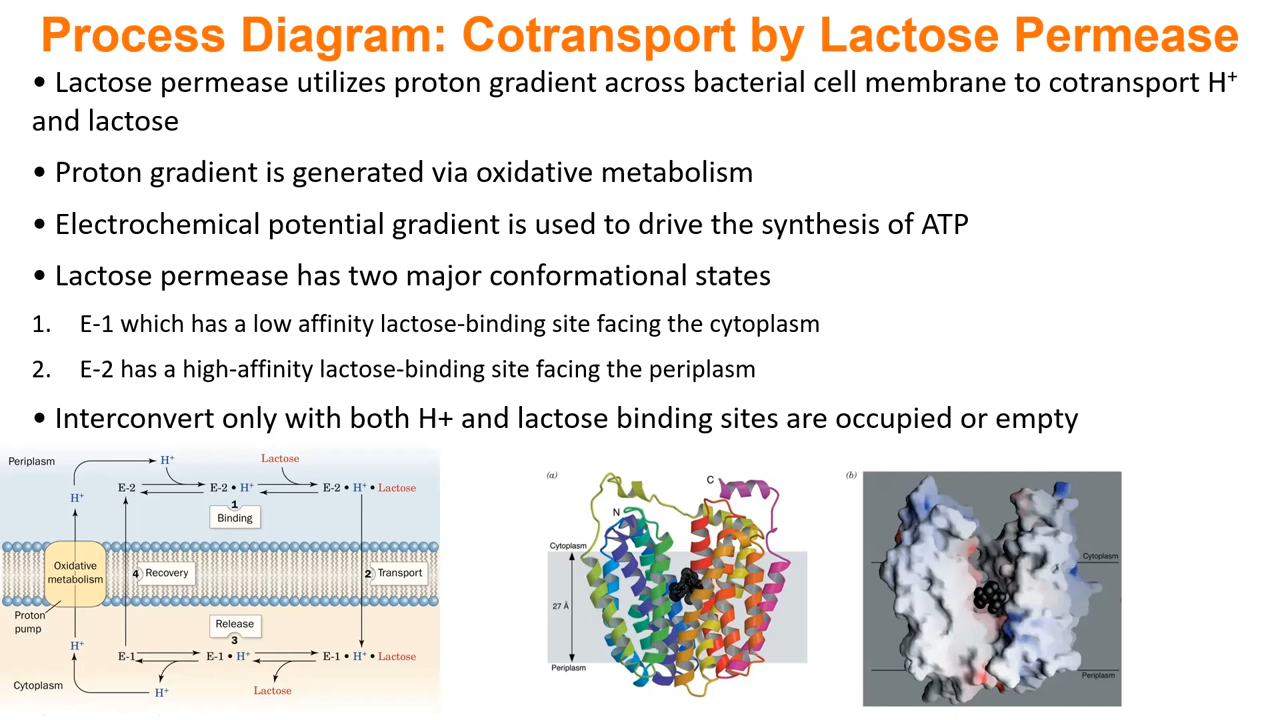 Process Diagram: Cotransport by Lactose Permease
• Lactose permease utilizes proton gradient across bacterial cell membrane to cotransport H⁺
and lactose
• Proton gradient is generated via oxidative metabolism
• Electrochemical potential gradient is used to drive the synthesis of ATP
• Lactose permease has two major conformational states
1. E-1 which has a low affinity lactose-binding site facing the cytoplasm
2. E-2 has a high-affinity lactose-binding site facing the periplasm
• Interconvert only with both H+ and lactose binding sites are occupied or empty
Periplasm
H⁺
Lactose
H⁺
E-2
E-2 • H⁺
E-2 • H⁺ • Lactose
1
Binding
Oxidative
metabolism
4 Recovery
2 Transport
Proton
pump
Release
3
H⁺
E-1
E-1 • H⁺
E-1 • H⁺ • Lactose
Cytoplasm
H⁺
Lactose
(a)
C
N
Cytoplasm
27 Å
Periplasm
(b)
Cytoplasm
Periplasm